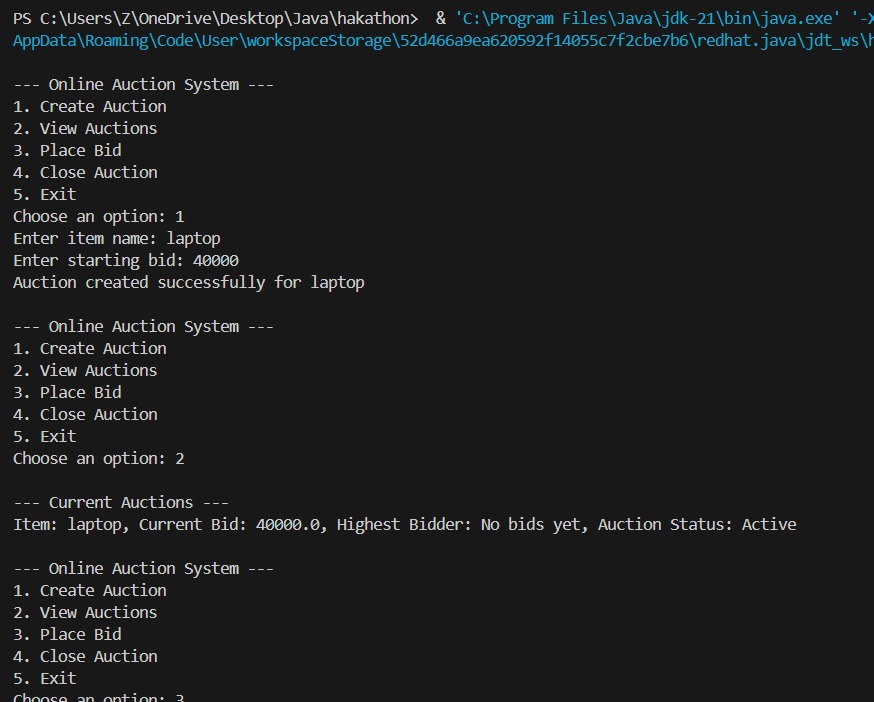 PS C:\Users\Z\OneDrive\Desktop\Java\hakathon>  & 'C:\Program Files\Java\jdk-21\bin\java.exe' '-X
AppData\Roaming\Code\User\workspaceStorage\52d466a9ea620592f14055c7f2cbe7b6\redhat.java\jdt_ws\h
--- Online Auction System ---
1. Create Auction
2. View Auctions
3. Place Bid
4. Close Auction
5. Exit
Choose an option: 1
Enter item name: laptop
Enter starting bid: 40000
Auction created successfully for laptop
--- Online Auction System ---
1. Create Auction
2. View Auctions
3. Place Bid
4. Close Auction
5. Exit
Choose an option: 2
--- Current Auctions ---
Item: laptop, Current Bid: 40000.0, Highest Bidder: No bids yet, Auction Status: Active
--- Online Auction System ---
1. Create Auction
2. View Auctions
3. Place Bid
4. Close Auction
5. Exit
Choose an option: 3